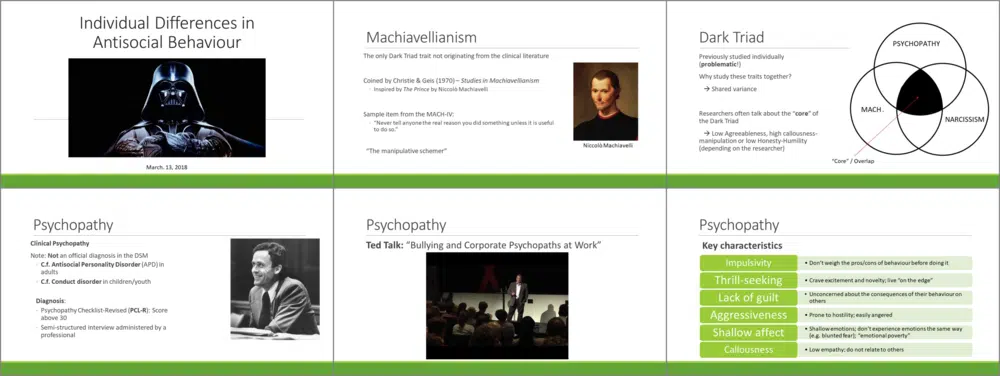 Individual Differences in
Antisocial Behaviour
March. 13, 2018
Machiavellianism
The only Dark Triad trait not originating from the clinical literature
Coined by Christie & Geis (1970) – Studies in Machiavellianism
- Inspired by The Prince by Niccolò Machiavelli
Sample item from the MACH-IV:
- "Never tell anyone the real reason you did something unless it is useful
to do so."
"The manipulative schemer"
Niccolò Machiavelli
Dark Triad
Previously studied individually
(problematic!)
Why study these traits together?
→ Shared variance
Researchers often talk about the "core" of
the Dark Triad
→ Low Agreeableness, high callousness-
manipulation or low Honesty-Humility
(depending on the researcher)
PSYCHOPATHY
MACH.
NARCISSISM
"Core" / Overlap
Psychopathy
Clinical Psychopathy
Note: Not an official diagnosis in the DSM
- C.f. Antisocial Personality Disorder (APD) in
adults
- C.f. Conduct disorder in children/youth
Diagnosis:
- Psychopathy Checklist-Revised (PCL-R): Score
above 30
- Semi-structured interview administered by a
professional
Psychopathy
Ted Talk: "Bullying and Corporate Psychopaths at Work"
Psychopathy
Key characteristics
Impulsivity
• Don't weigh the pros/cons of behaviour before doing it
Thrill-seeking
• Crave excitement and novelty; live "on the edge"
Lack of guilt
• Unconcerned about the consequences of their behaviour on
others
Aggressiveness
• Prone to hostility; easily angered
Shallow affect
• Shallow emotions; don't experience emotions the same way
(e.g. blunted fear); "emotional poverty"
Callousness
• Low empathy; do not relate to others